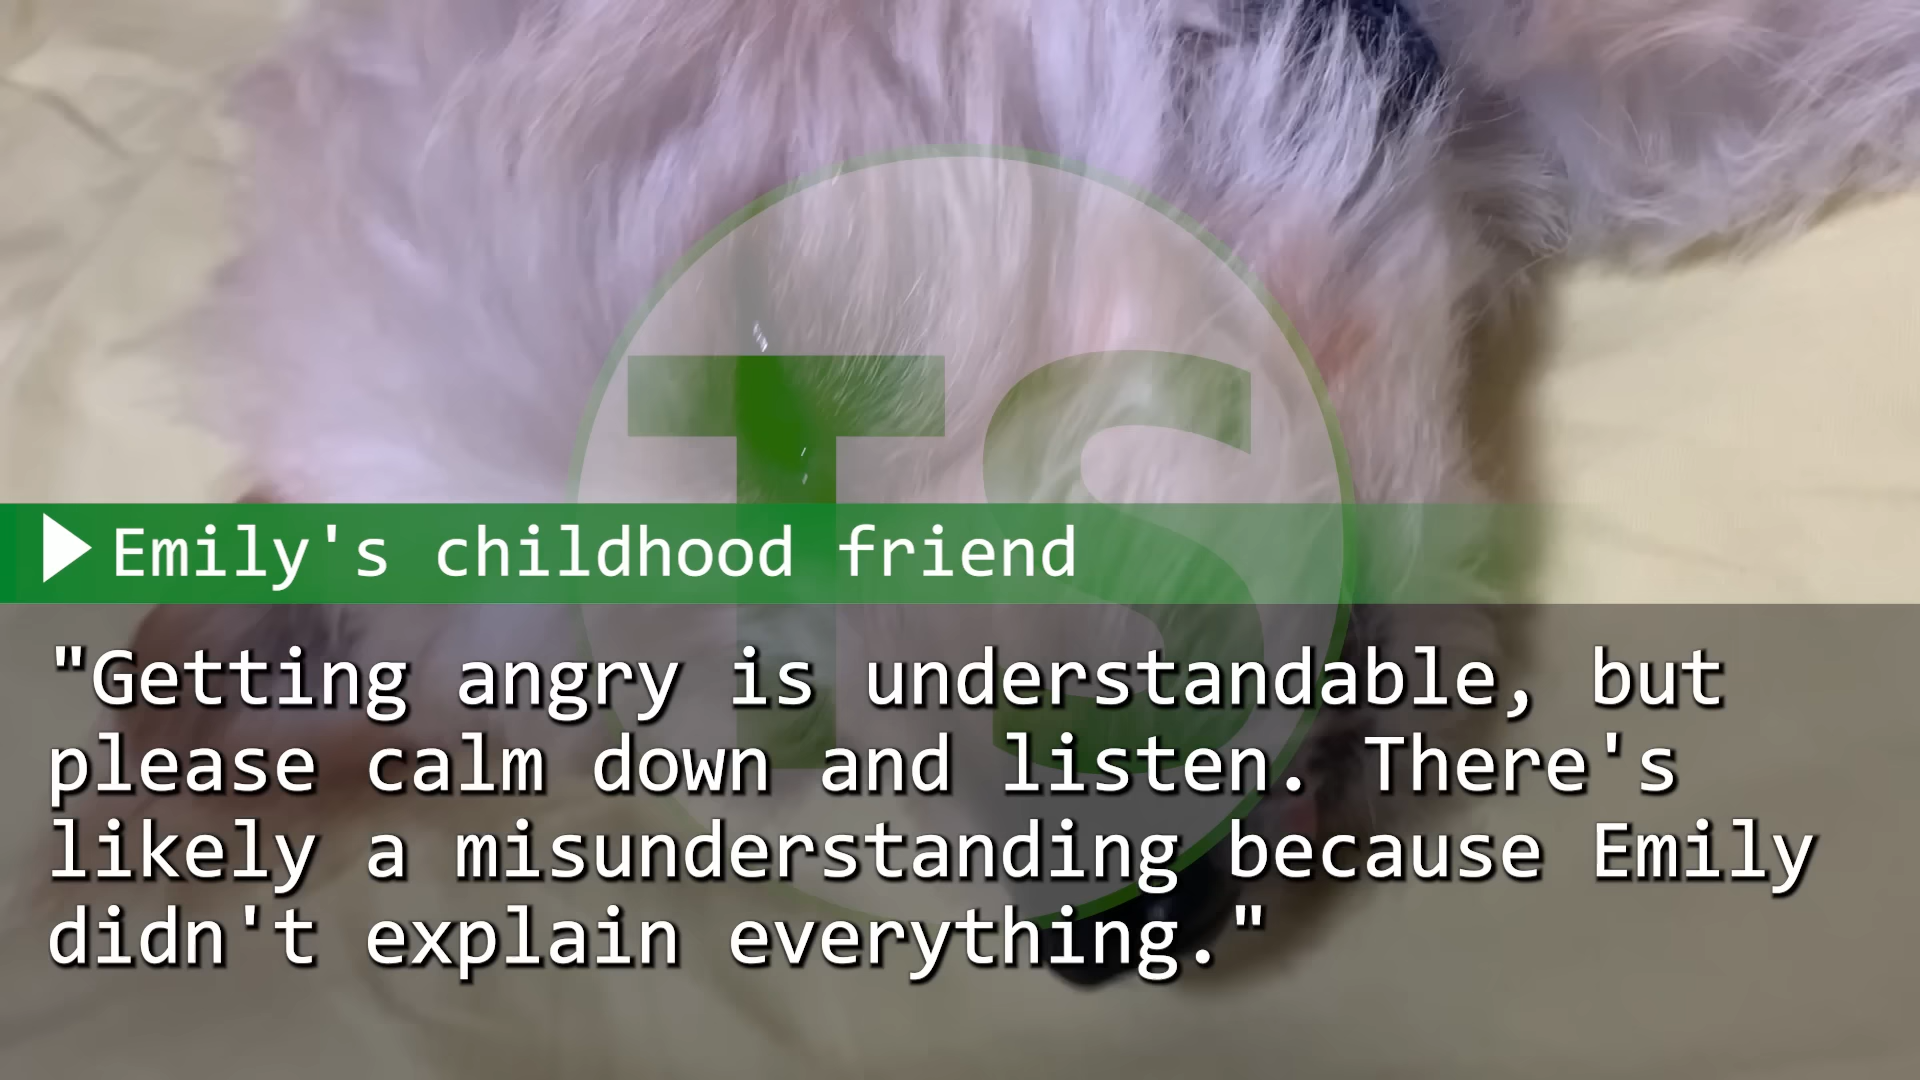 TS
Emily's childhood friend
"Getting angry is understandable, but
please calm down and listen. There's
likely a misunderstanding because Emily
didn't explain everything."